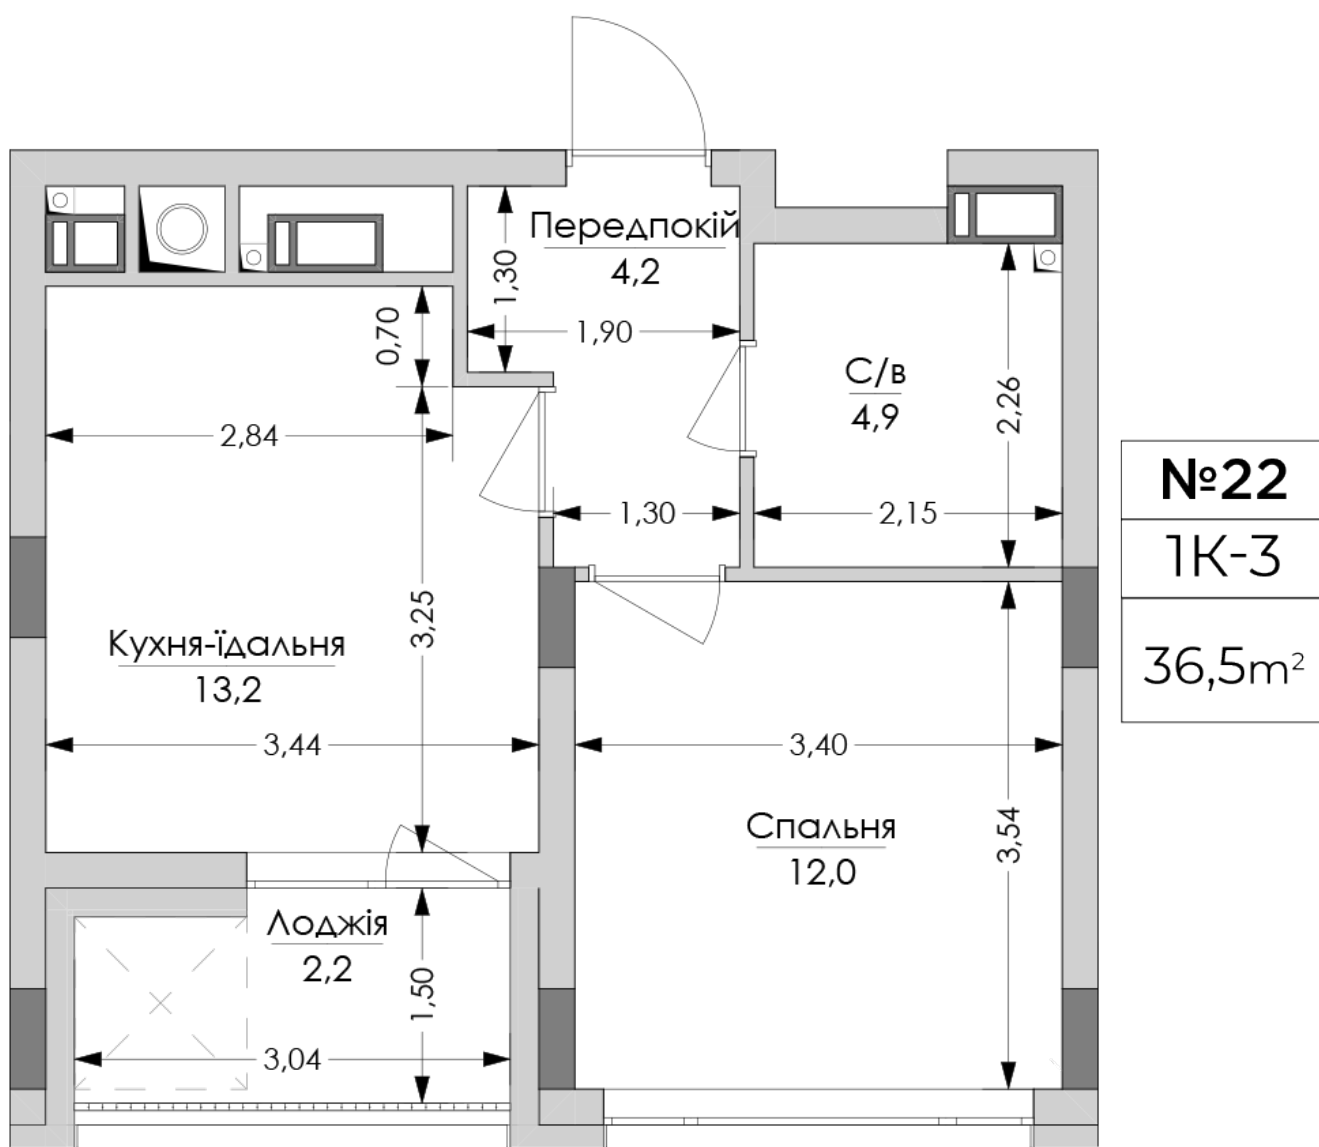 Передпокій
4,2
1,30
1,90
0,70
С/в
4,9
2,26
2,84
1,30
2,15
№22
1К-3
36,5m²
3,25
Кухня-їдальня
13,2
3,44
3,40
Спальня
12,0
3,54
Лоджія
2,2
1,50
3,04